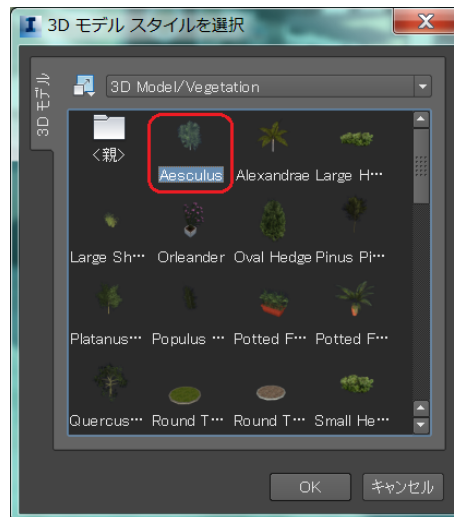 I 3D モデル スタイルを選択
3D モデル
3D Model/Vegetation
<親> Aesculus Alexandrae Large H…
Large Sh… Orleander Oval Hedge Pinus Pi…
Platanus… Populus … Potted F… Potted F…
Quercus… Round T… Round T… Small He…
OK キャンセル